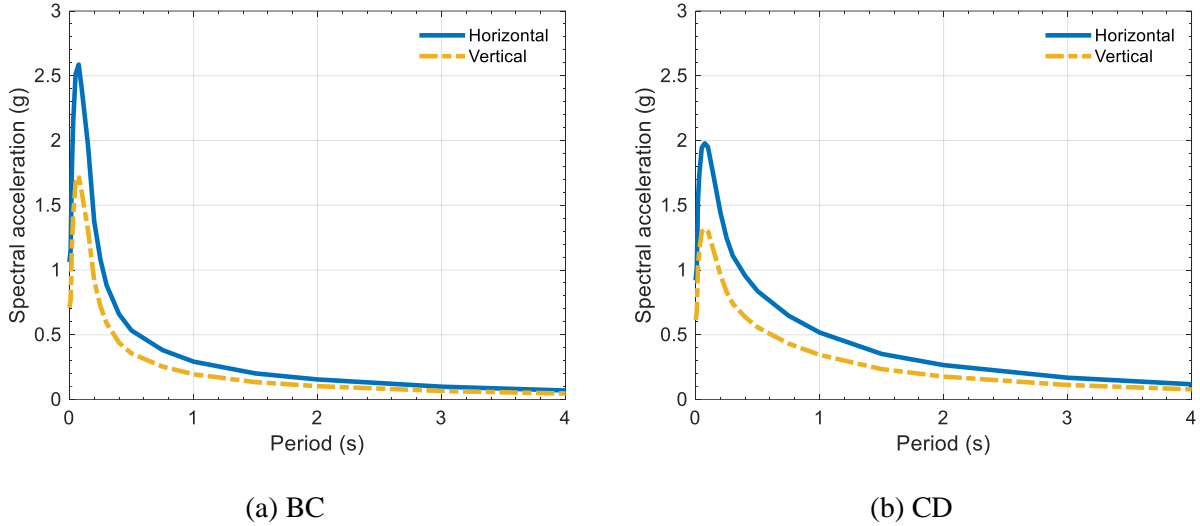 3
2.5
2
1.5
1
0.5
0
Spectral acceleration (g)
Horizontal
Vertical
0 1 2 3 4
Period (s)
(a) BC
3
2.5
2
1.5
1
0.5
0
Spectral acceleration (g)
Horizontal
Vertical
0 1 2 3 4
Period (s)
(b) CD